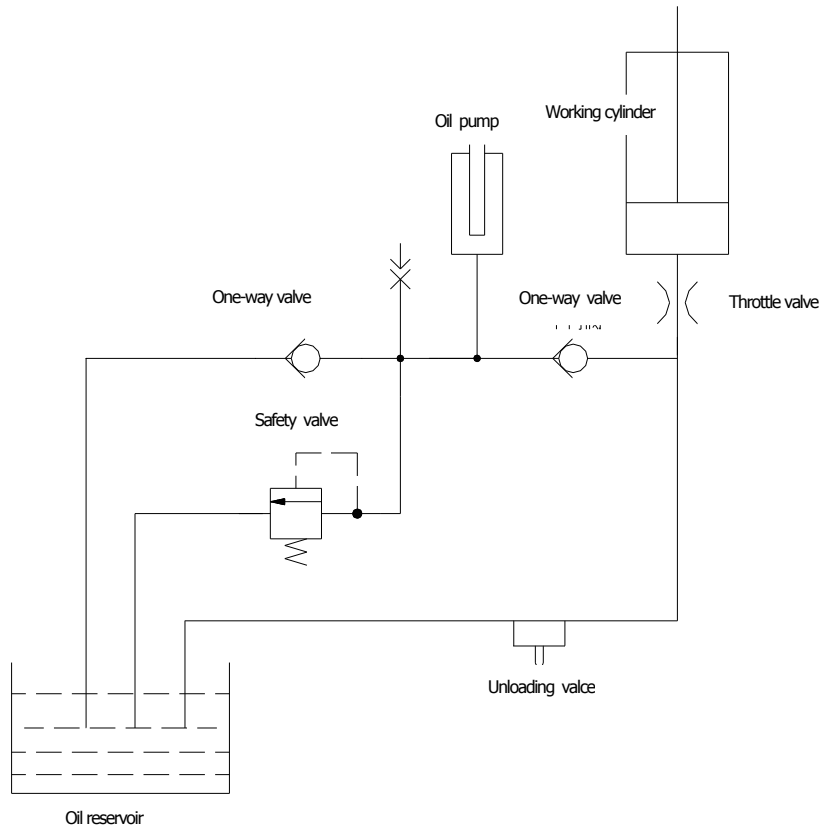 Working cylinder
Oil pump
One-way valve
One-way valve
Throttle valve
Safety valve
Unloading valce
Oil reservoir